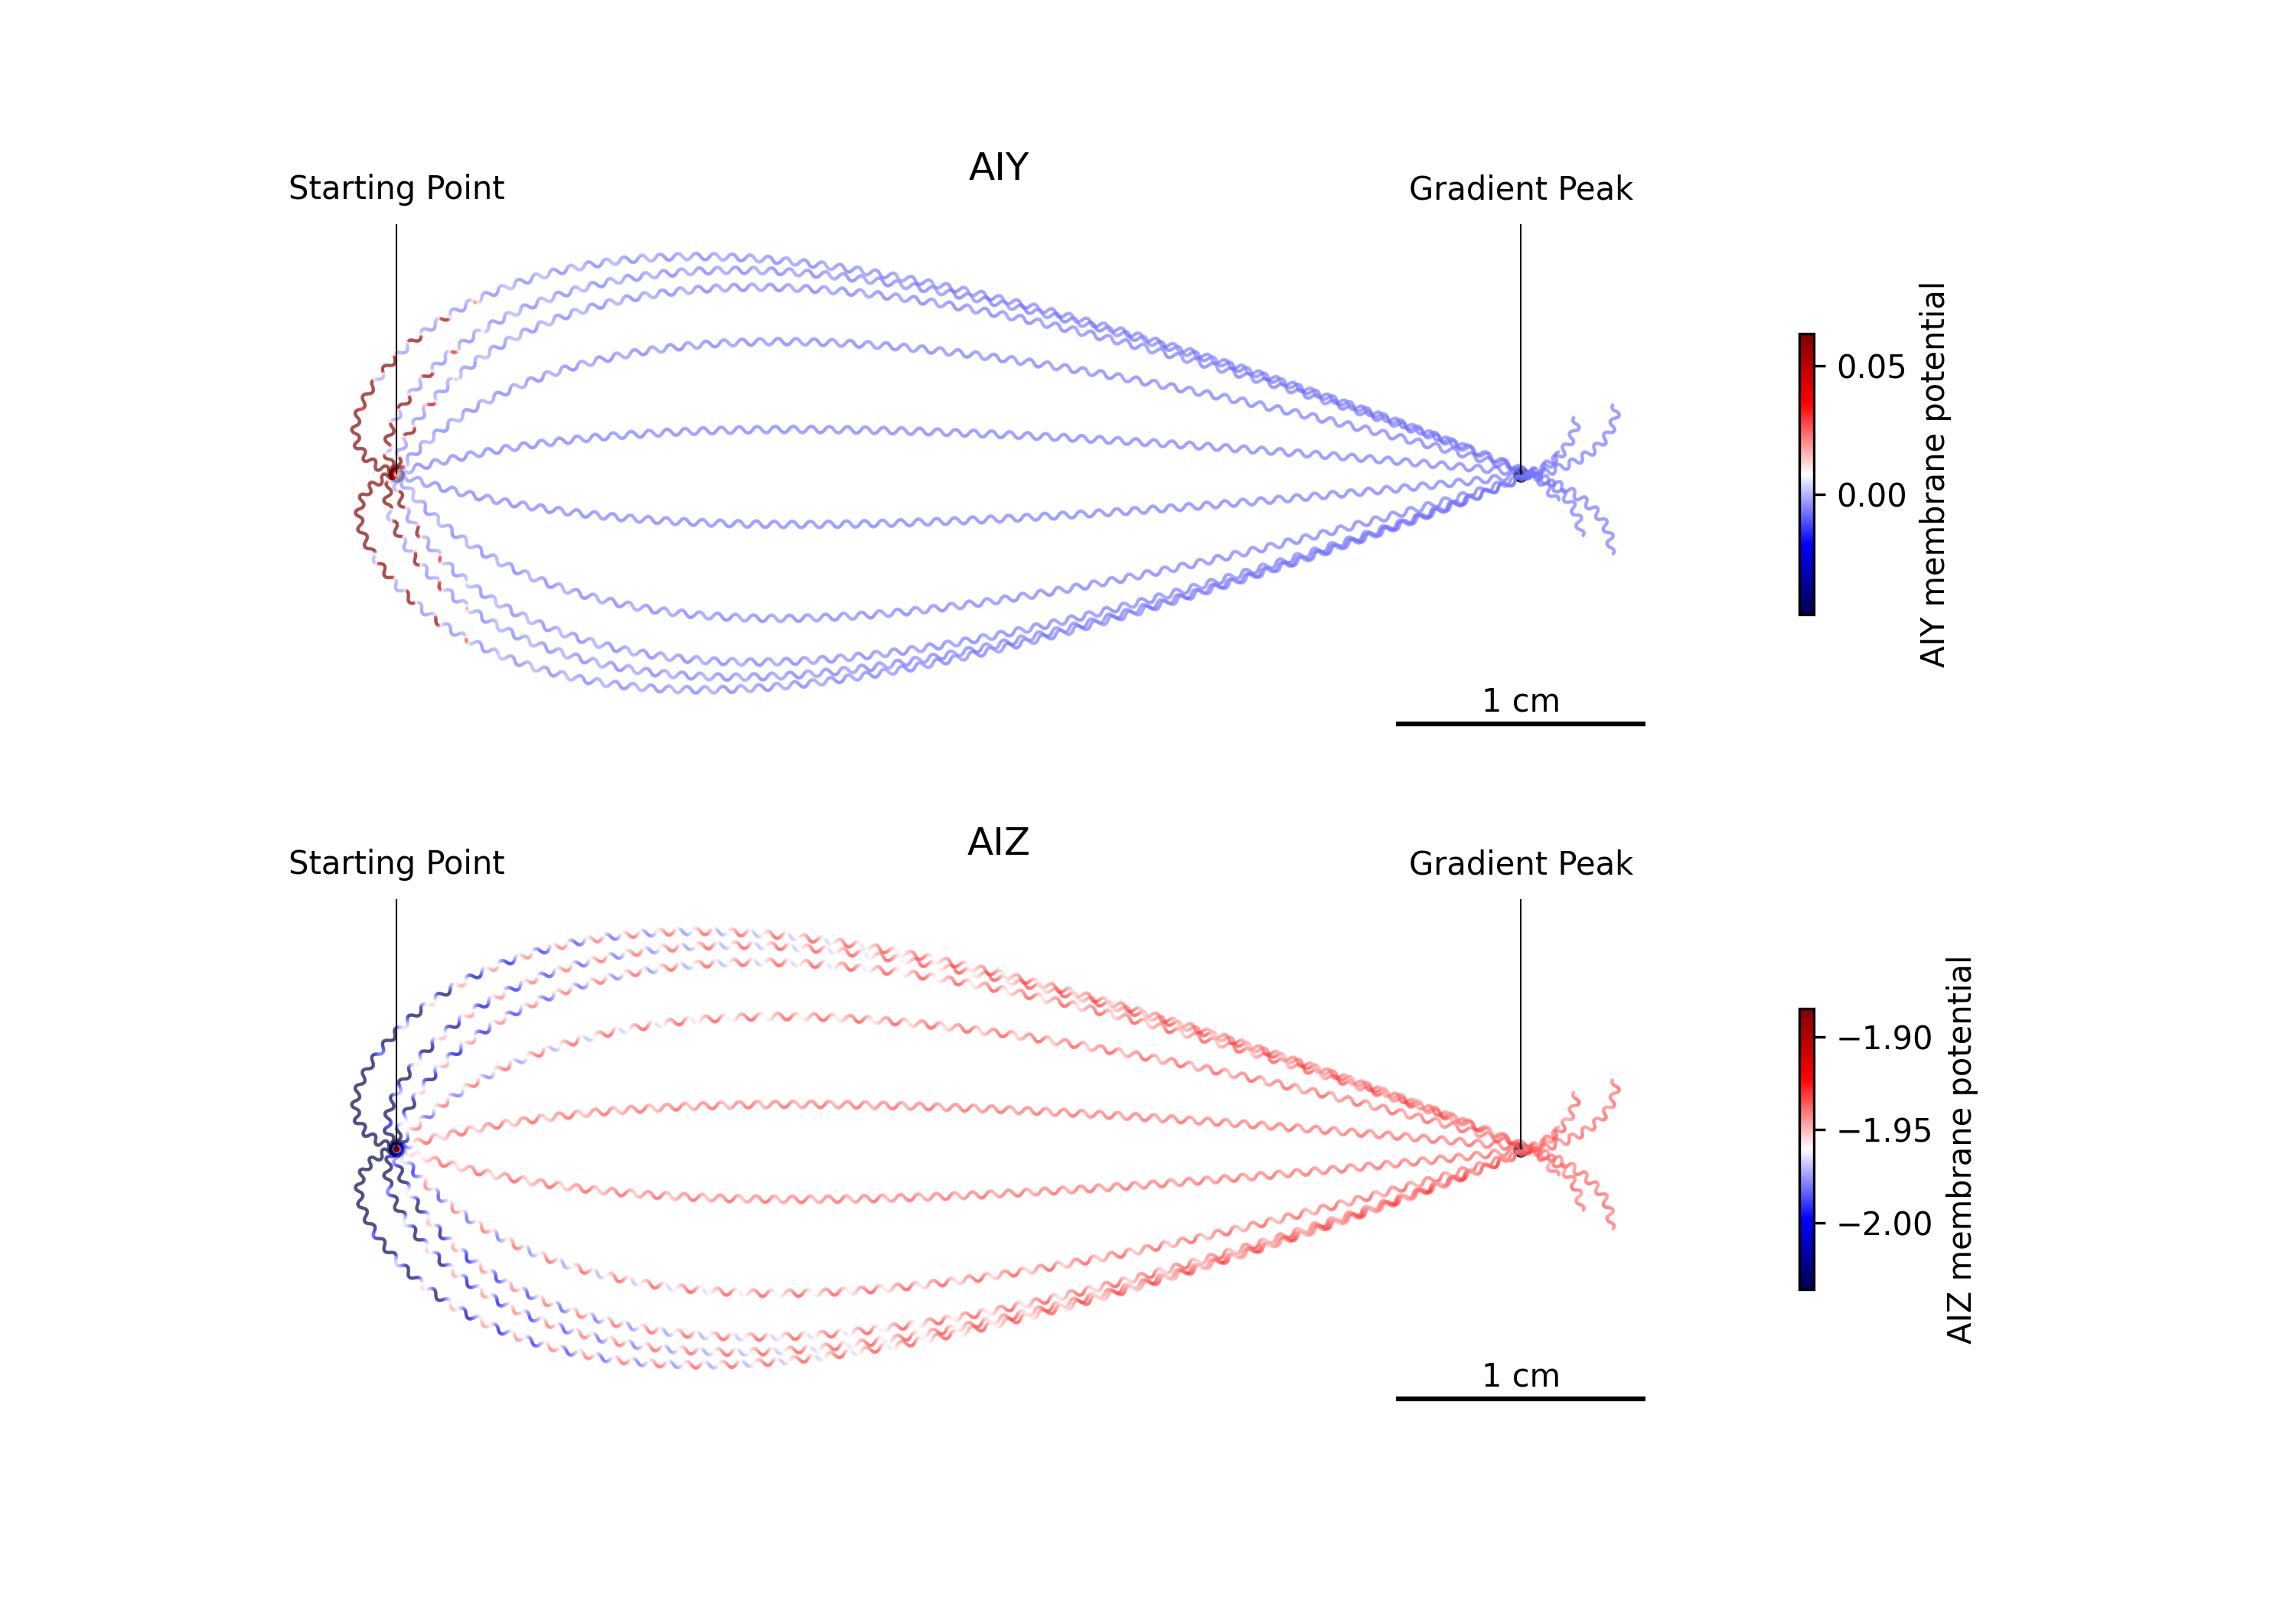 AIY
Starting Point
Gradient Peak
0.05
0.00
AIY membrane potential
1 cm
AIZ
Starting Point
Gradient Peak
−1.90
−1.95
−2.00
AIZ membrane potential
1 cm